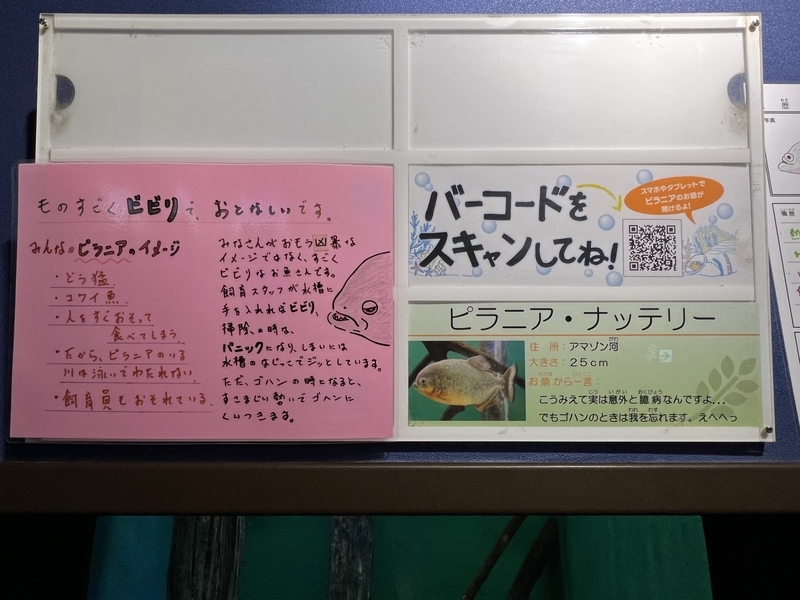 ものすごくビビリで、おとなしいです。
みんなのピラニアのイメージ
・どう猛
・コワイ魚
・人をすぐおそって
食べてしまう
・だから、ピラニアのいる
川は泳いでわたれない
・飼育員もおそれている
みなさんがおもう凶暴な
イメージではなく、すごく
ビビリなお魚さんです。
飼育スタッフが水槽に
手を入れればビビリ、
掃除の時は、
パニックになり、しまいには
水槽のすみっこでジッとしています。
ただ、ゴハンの時になると、
すさまじい勢いでゴハンに
くいつきます。
バーコードを
スキャンしてね!
スマホやタブレットで
ピラニアのお話が
聞けるよ!
ピラニア・ナッテリー
住所:アマゾン河
大きさ:25cm
お魚から一言:
こうみえて実は意外と臆病なんですよ...
でもゴハンのときは我を忘れます。えへへっ